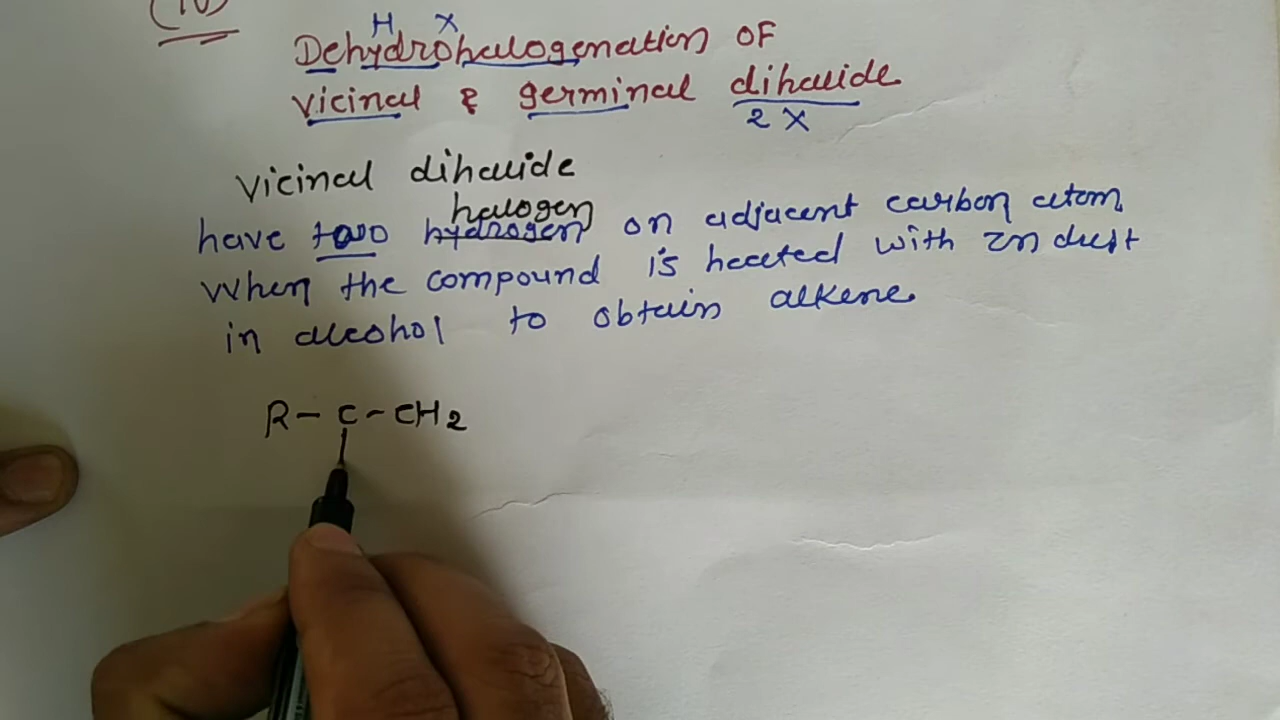 (IV)
H X
Dehydrohalogenation of
vicinal & germinal dihalide
2 X
vicinal dihalide
halogen
have two hydrogen on adjacent carbon atom
When the compound is heated with Zn dust
in alcohol to obtain alkene
R - C - CH2